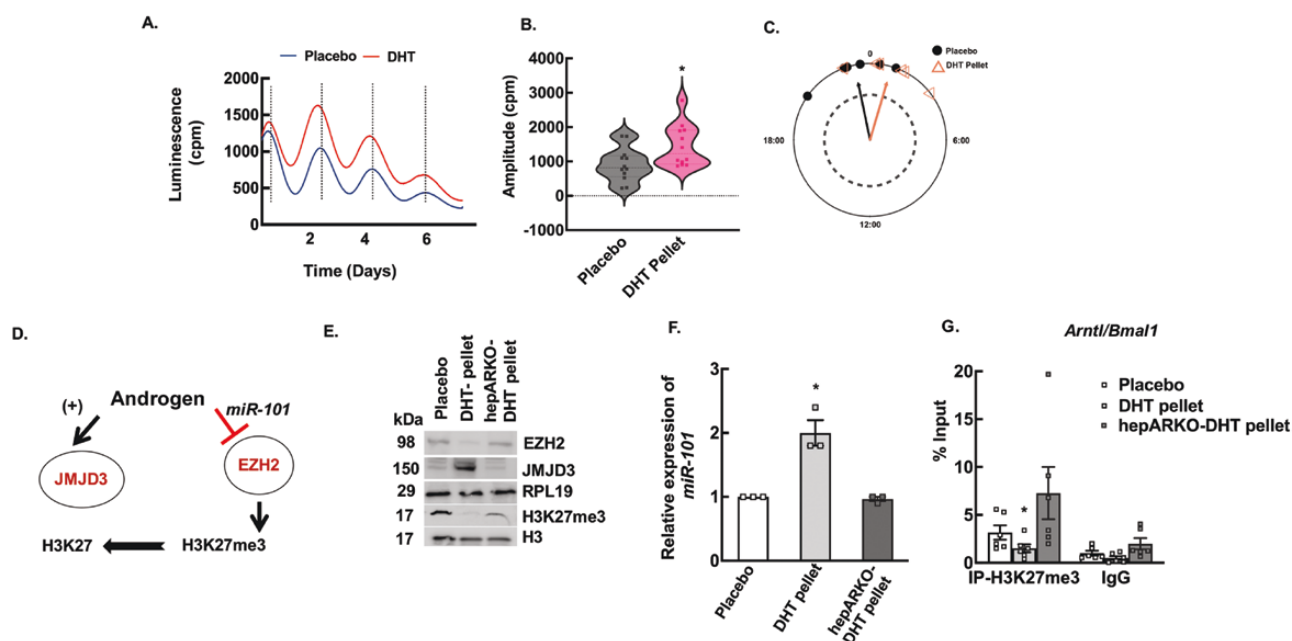 A.
Placebo
DHT
2000
1500
1000
500
0
Luminescence
(cpm)
2
4
6
Time (Days)
B.
4000
3000
2000
1000
0
-1000
Amplitude (cpm)
*
Placebo
DHT Pellet
C.
0
6:00
12:00
18:00
Placebo
DHT Pellet
D.
Androgen
(+)
miR-101
JMJD3
EZH2
H3K27
H3K27me3
E.
Placebo
DHT- pellet
hepARKO-
DHT pellet
kDa
98
EZH2
150
JMJD3
29
RPL19
17
H3K27me3
17
H3
F.
Relative expression of
miR-101
3
2
1
0
*
Placebo
DHT pellet
hepARKO-
DHT pellet
G.
Arntl/Bmal1
% Input
20
15
10
5
0
Placebo
DHT pellet
hepARKO-DHT pellet
*
IP-H3K27me3
IgG